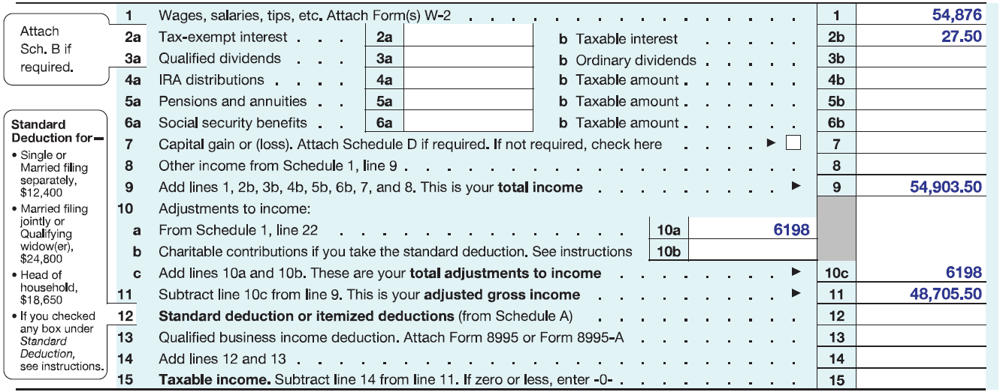 Attach
Sch. B if
required.
1 Wages, salaries, tips, etc. Attach Form(s) W-2 . . . . . . . . . . . . . . . . 1 54,876
2a Tax-exempt interest . . . 2a b Taxable interest . . . . . 2b 27.50
3a Qualified dividends . . . 3a b Ordinary dividends . . . . . 3b
4a IRA distributions . . . . 4a b Taxable amount . . . . . . 4b
5a Pensions and annuities . . 5a b Taxable amount . . . . . . 5b
6a Social security benefits . . 6a b Taxable amount . . . . . . 6b
7 Capital gain or (loss). Attach Schedule D if required. If not required, check here . . . . ▶ 7
8 Other income from Schedule 1, line 9 . . . . . . . . . . . . . . . . . . . 8
9 Add lines 1, 2b, 3b, 4b, 5b, 6b, 7, and 8. This is your total income . . . . . . . . . ▶ 9 54,903.50
10 Adjustments to income:
a From Schedule 1, line 22 . . . . . . . . . . . . . 10a 6198
b Charitable contributions if you take the standard deduction. See instructions 10b
c Add lines 10a and 10b. These are your total adjustments to income . . . . . . . . ▶ 10c 6198
11 Subtract line 10c from line 9. This is your adjusted gross income . . . . . . . . . ▶ 11 48,705.50
12 Standard deduction or itemized deductions (from Schedule A) . . . . . . . . . . 12
13 Qualified business income deduction. Attach Form 8995 or Form 8995-A . . . . . . . . 13
14 Add lines 12 and 13 . . . . . . . . . . . . . . . . . . . . . . . . 14
15 Taxable income. Subtract line 14 from line 11. If zero or less, enter -0- . . . . . . . . . 15
Standard
Deduction for—
• Single or
Married filing
separately,
$12,400
• Married filing
jointly or
Qualifying
widow(er),
$24,800
• Head of
household,
$18,650
• If you checked
any box under
Standard
Deduction,
see instructions.